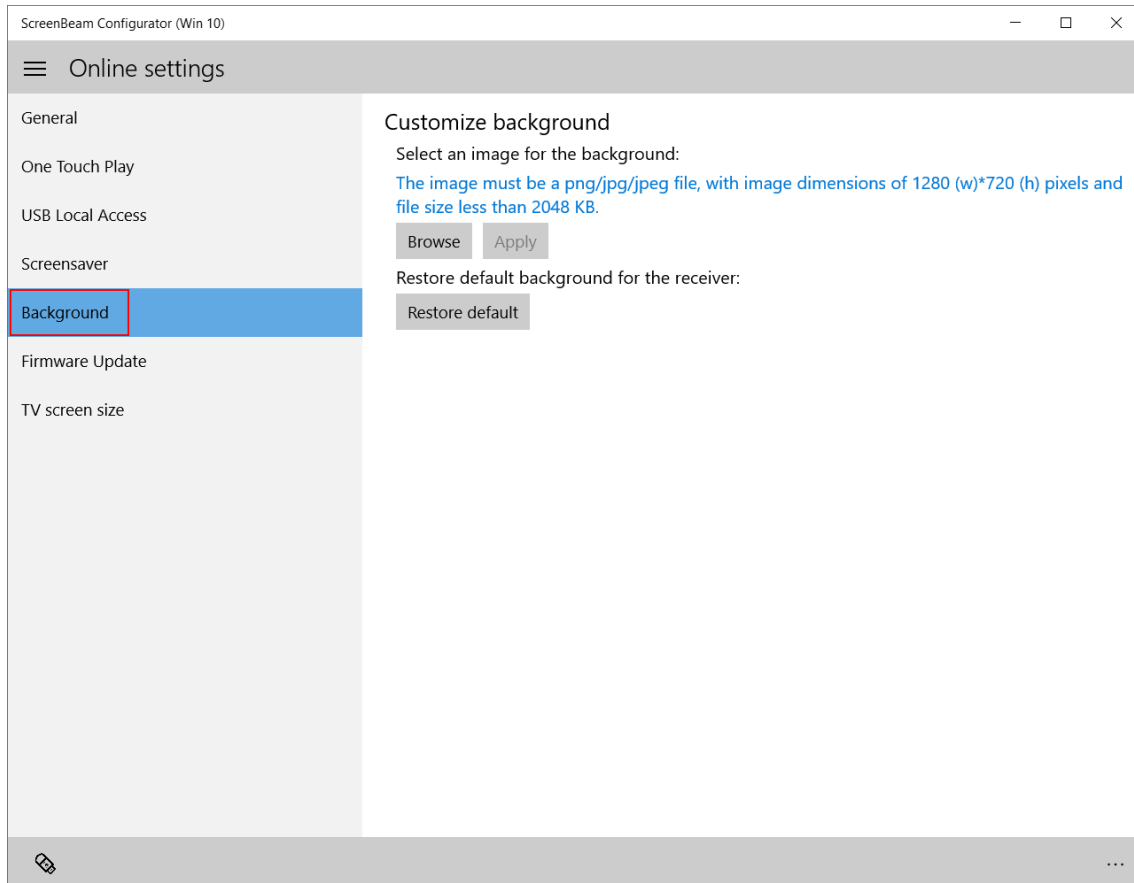 ScreenBeam Configurator (Win 10)
Online settings
General
One Touch Play
USB Local Access
Screensaver
Background
Firmware Update
TV screen size
Customize background
Select an image for the background:
The image must be a png/jpg/jpeg file, with image dimensions of 1280 (w)*720 (h) pixels and
file size less than 2048 KB.
Browse Apply
Restore default background for the receiver:
Restore default